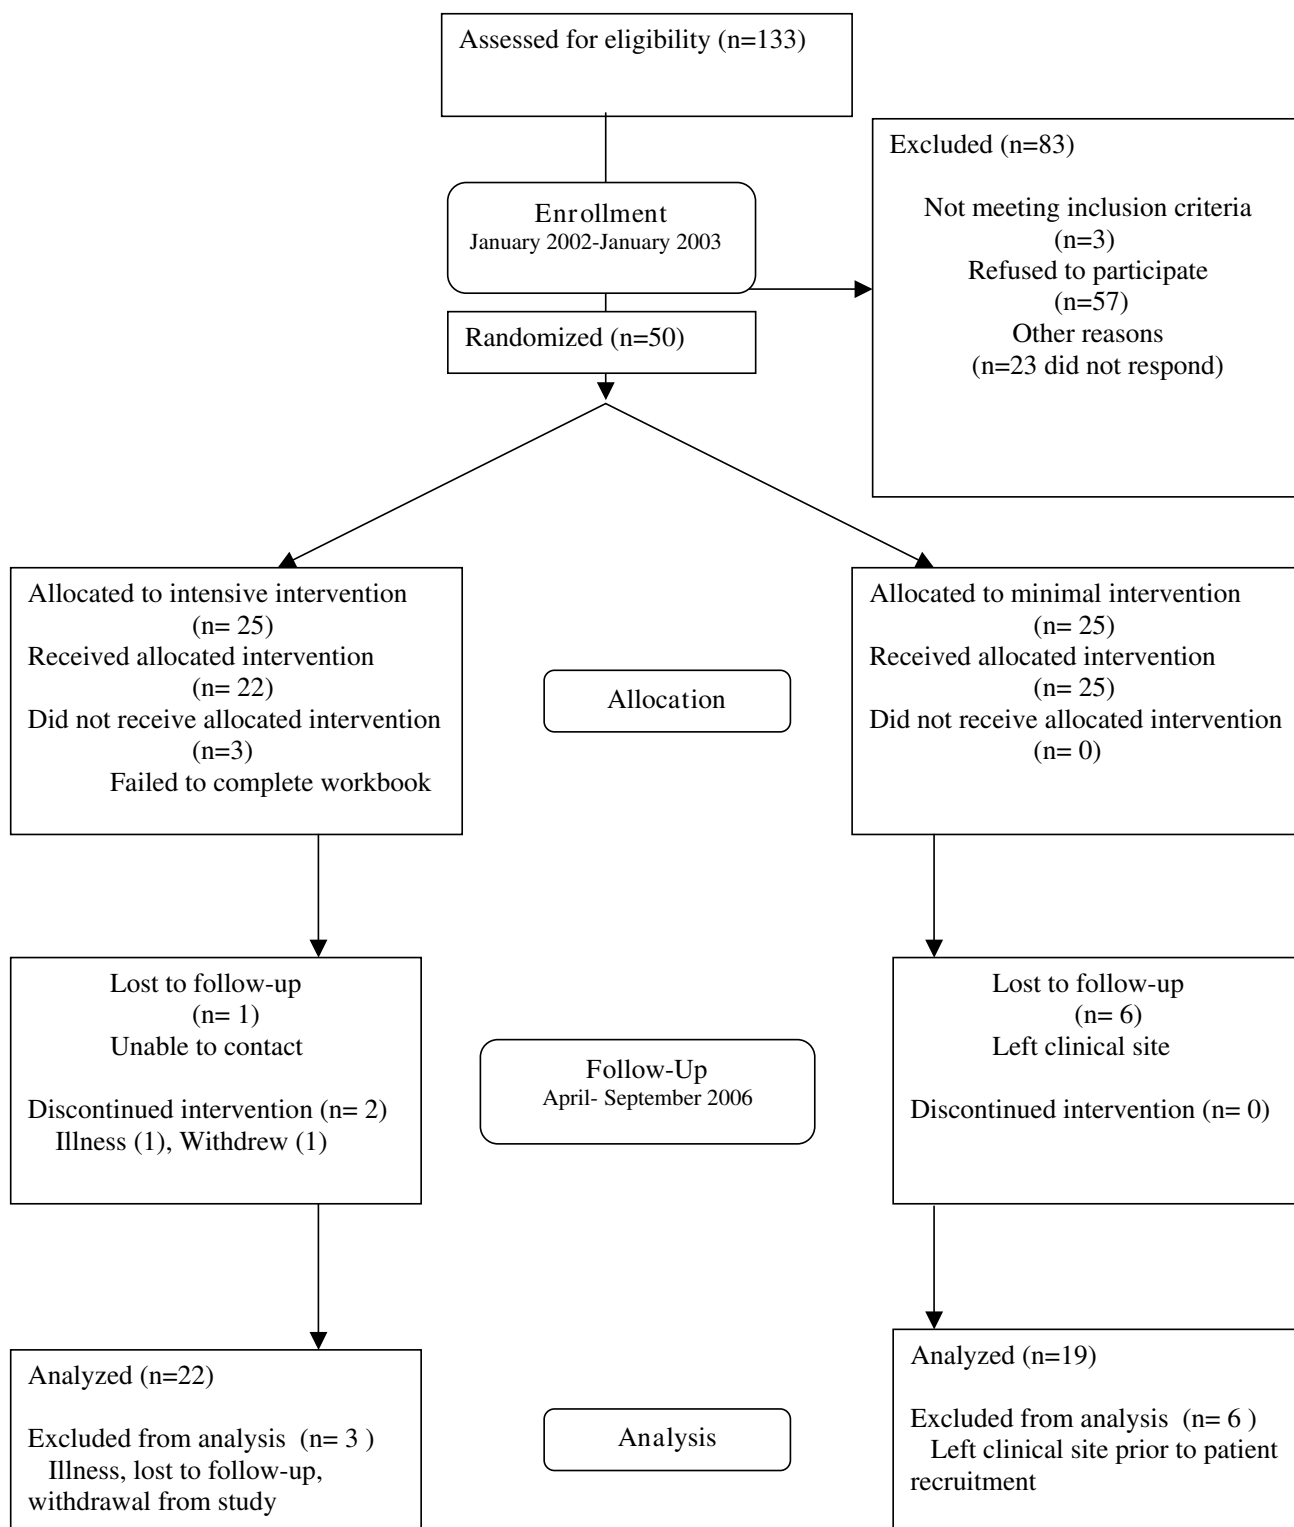 Assessed for eligibility (n=133)
Excluded (n=83)
Not meeting inclusion criteria
(n=3)
Refused to participate
(n=57)
Other reasons
(n=23 did not respond)
Enrollment
January 2002-January 2003
Randomized (n=50)
Allocated to intensive intervention
(n= 25)
Received allocated intervention
(n= 22)
Did not receive allocated intervention
(n=3)
Failed to complete workbook
Allocation
Allocated to minimal intervention
(n= 25)
Received allocated intervention
(n= 25)
Did not receive allocated intervention
(n= 0)
Lost to follow-up
(n= 1)
Unable to contact
Discontinued intervention (n= 2)
Illness (1), Withdrew (1)
Follow-Up
April- September 2006
Lost to follow-up
(n= 6)
Left clinical site
Discontinued intervention (n= 0)
Analyzed (n=22)
Excluded from analysis  (n= 3 )
Illness, lost to follow-up,
withdrawal from study
Analysis
Analyzed (n=19)
Excluded from analysis  (n= 6 )
Left clinical site prior to patient
recruitment